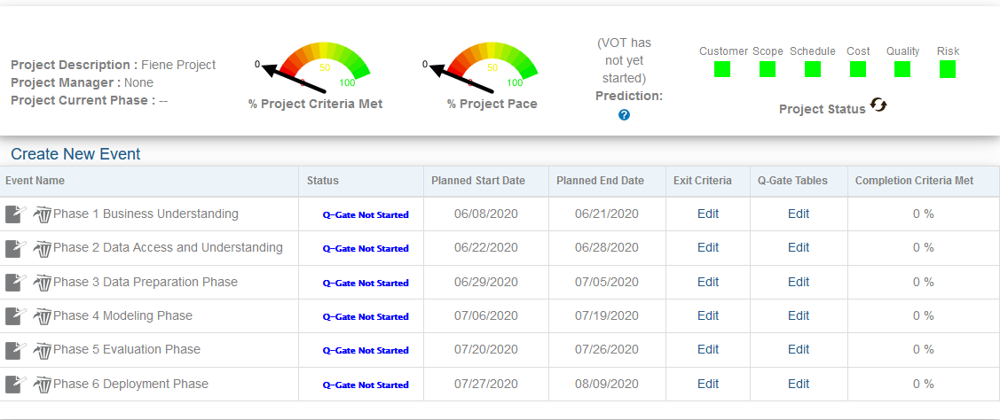 Project Description : Fiene Project
Project Manager : None
Project Current Phase : --
0
50
0
100
% Project Criteria Met
0
50
0
100
% Project Pace
(VOT has
not yet
started)
Prediction:
?
Customer Scope Schedule Cost Quality Risk
Project Status
Create New Event
Event Name Status Planned Start Date Planned End Date Exit Criteria Q-Gate Tables Completion Criteria Met
Phase 1 Business Understanding Q-Gate Not Started 06/08/2020 06/21/2020 Edit Edit 0 %
Phase 2 Data Access and Understanding Q-Gate Not Started 06/22/2020 06/28/2020 Edit Edit 0 %
Phase 3 Data Preparation Phase Q-Gate Not Started 06/29/2020 07/05/2020 Edit Edit 0 %
Phase 4 Modeling Phase Q-Gate Not Started 07/06/2020 07/19/2020 Edit Edit 0 %
Phase 5 Evaluation Phase Q-Gate Not Started 07/20/2020 07/26/2020 Edit Edit 0 %
Phase 6 Deployment Phase Q-Gate Not Started 07/27/2020 08/09/2020 Edit Edit 0 %